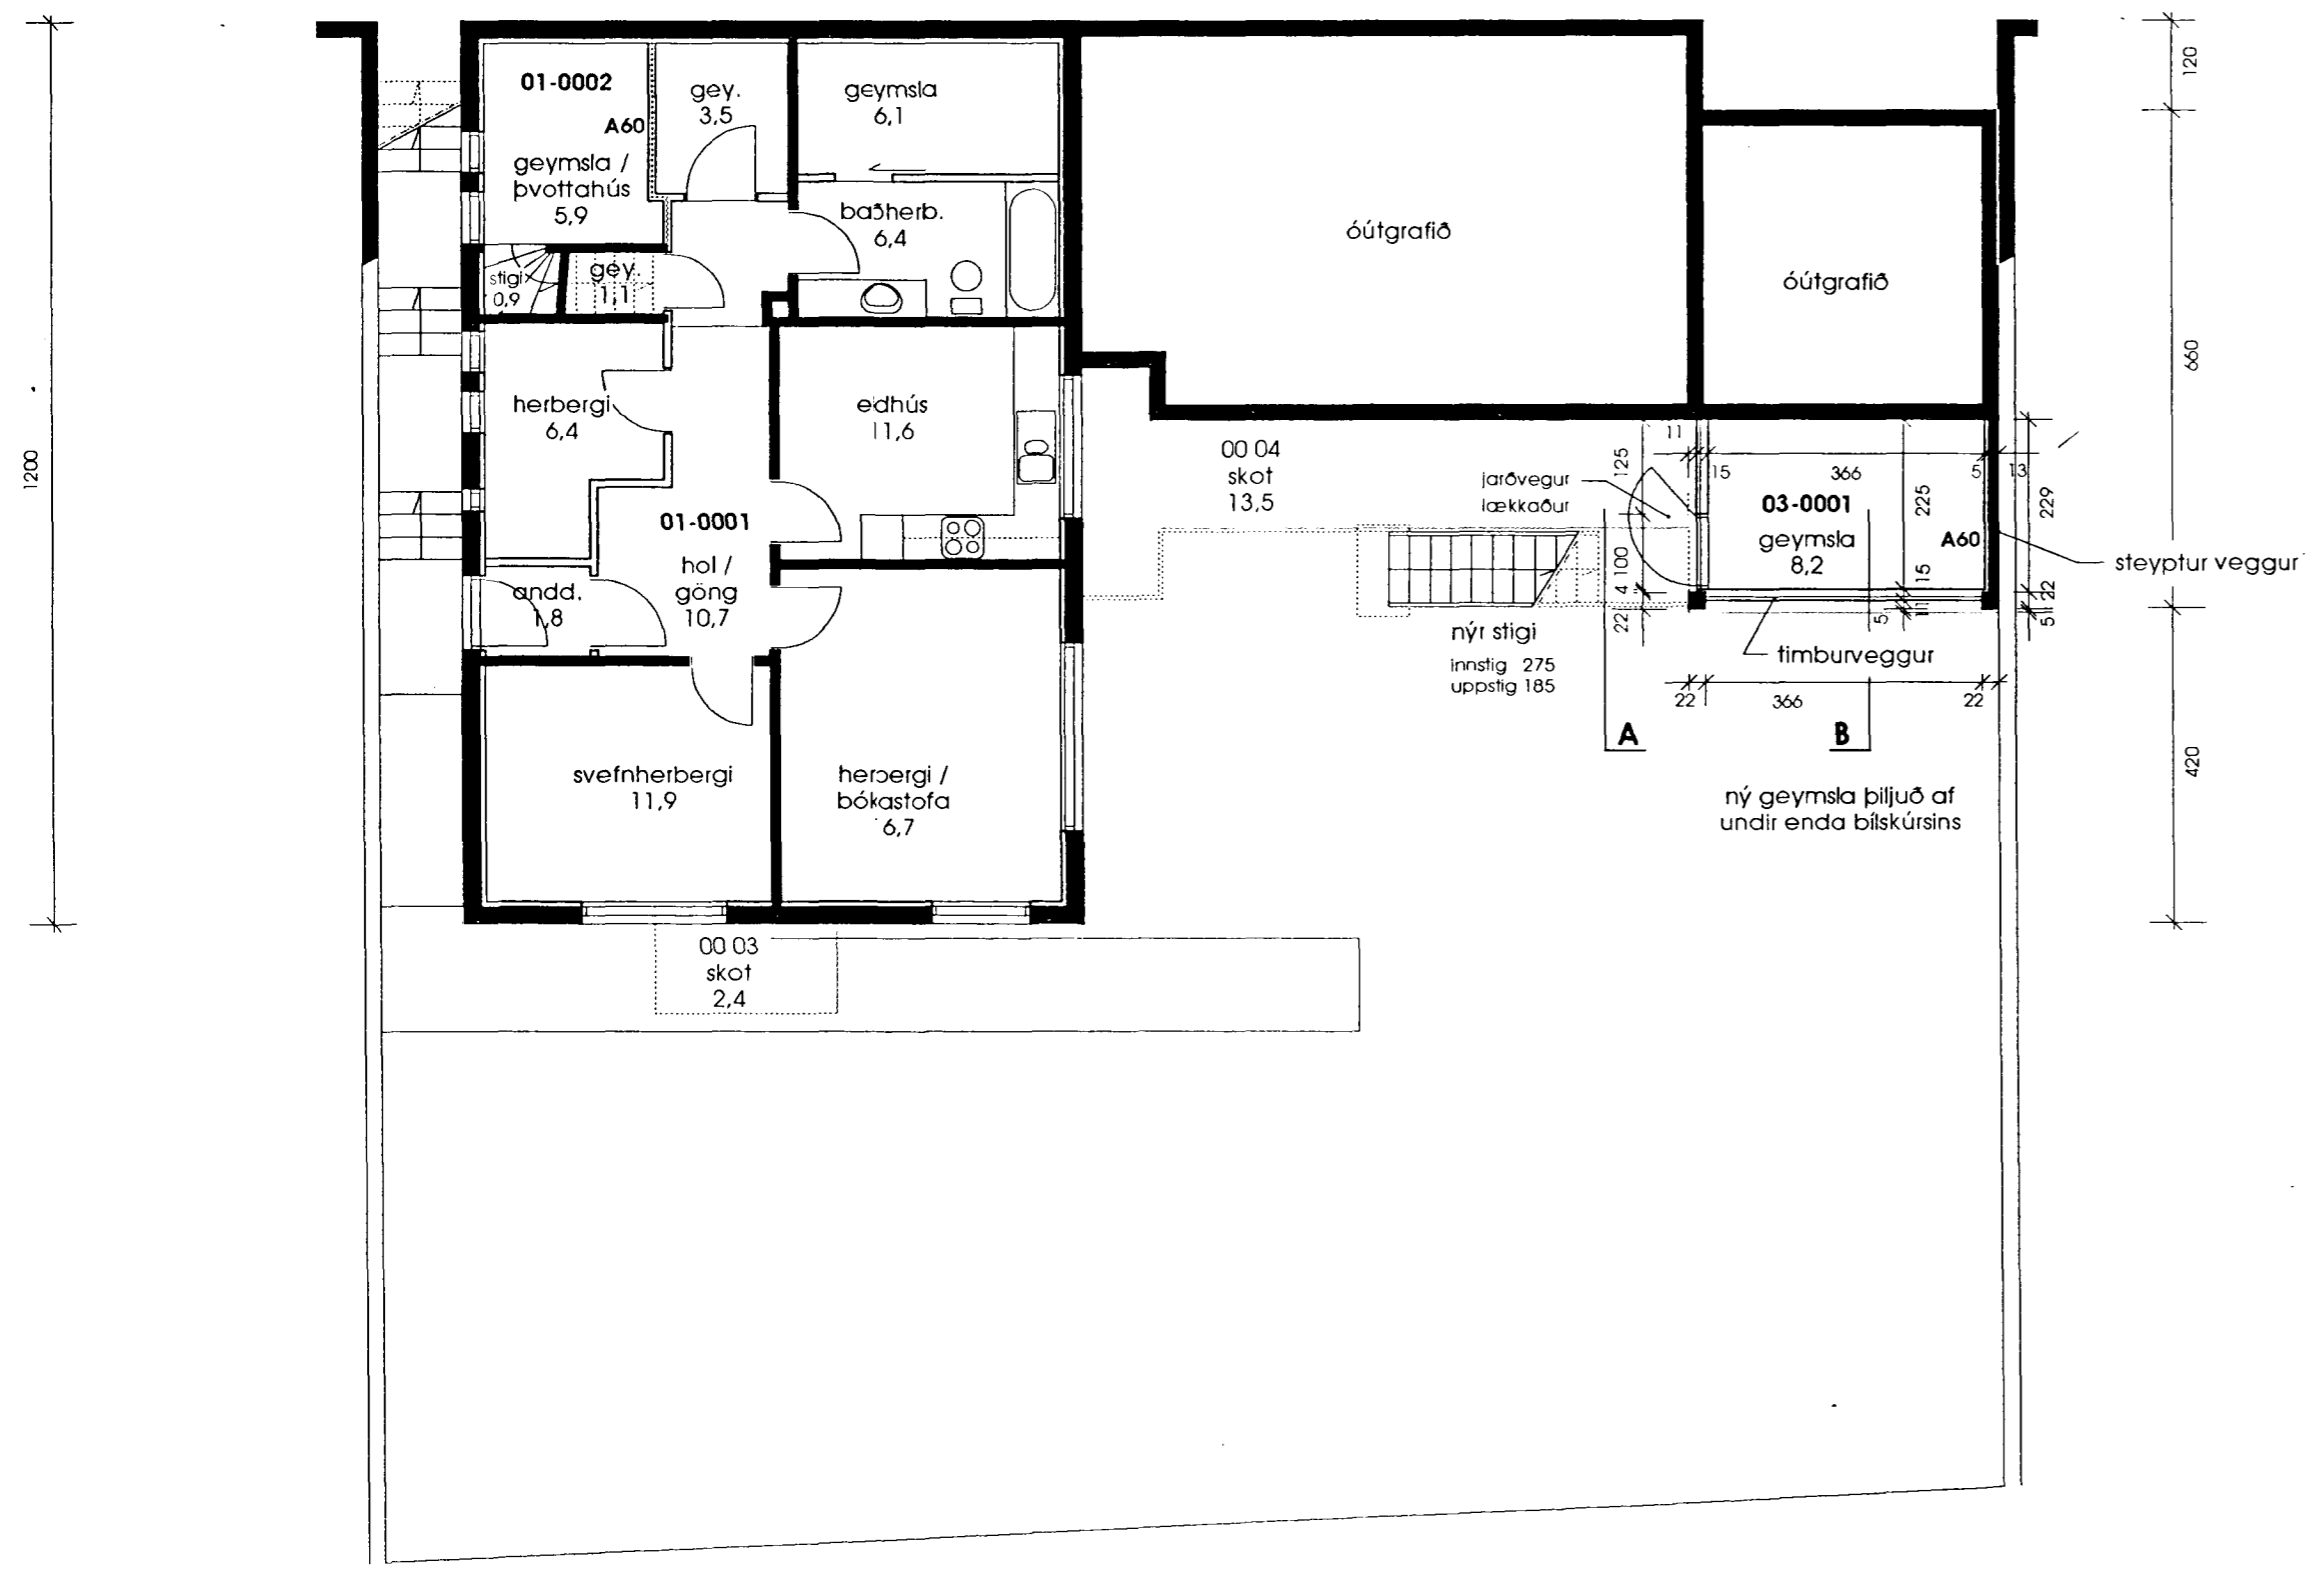 01-0002
A60
geymsla /
þvottahús
5,9
gey.
3,5
geymsla
6,1
baðherb.
6,4
stigi
0,9
gey.
1,1
herbergi
6,4
eldhús
11,6
01-0001
hol /
göng
10,7
andd.
1,8
svefnherbergi
11,9
herbergi /
bókastofa
16,7
00 03
skot
2,4
óútgrafið
óútgrafið
00 04
skot
13,5
jarðvegur
lækkaður
nýr stigi
innstig 275
uppstig 185
03-0001
geymsla
8,2
A60
steyptur veggur
timburveggur
A
B
ný geymsla þiljuð af
undir enda bílskúrsins
1200
120
660
420
11
15
366
5
13
125
100
4
22
225
15
11
5
229
22
51
22
366
22